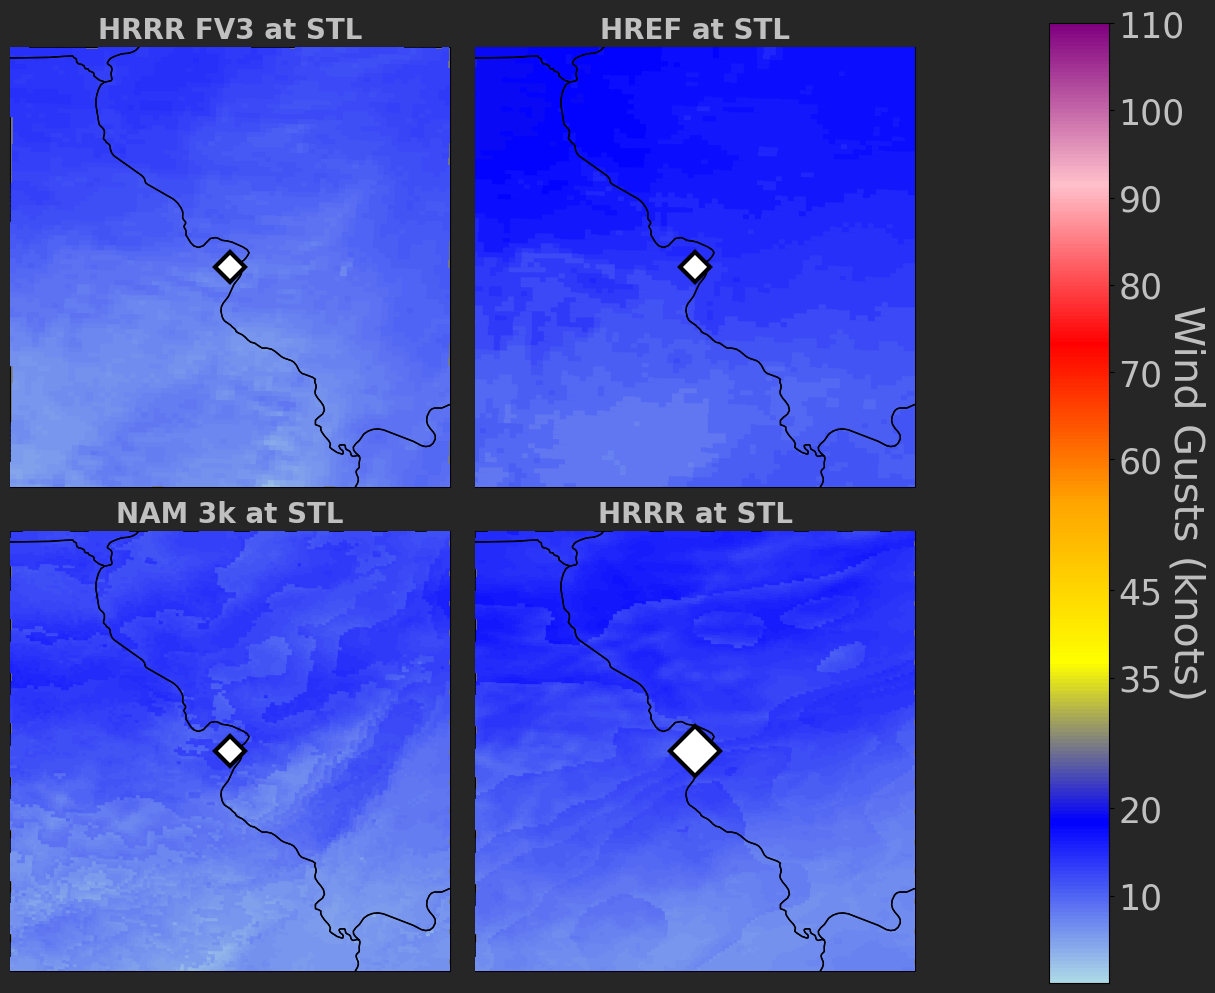 HRRR FV3 at STL
HREF at STL
NAM 3k at STL
HRRR at STL
110
100
90
80
70
60
45
35
20
10
Wind Gusts (knots)